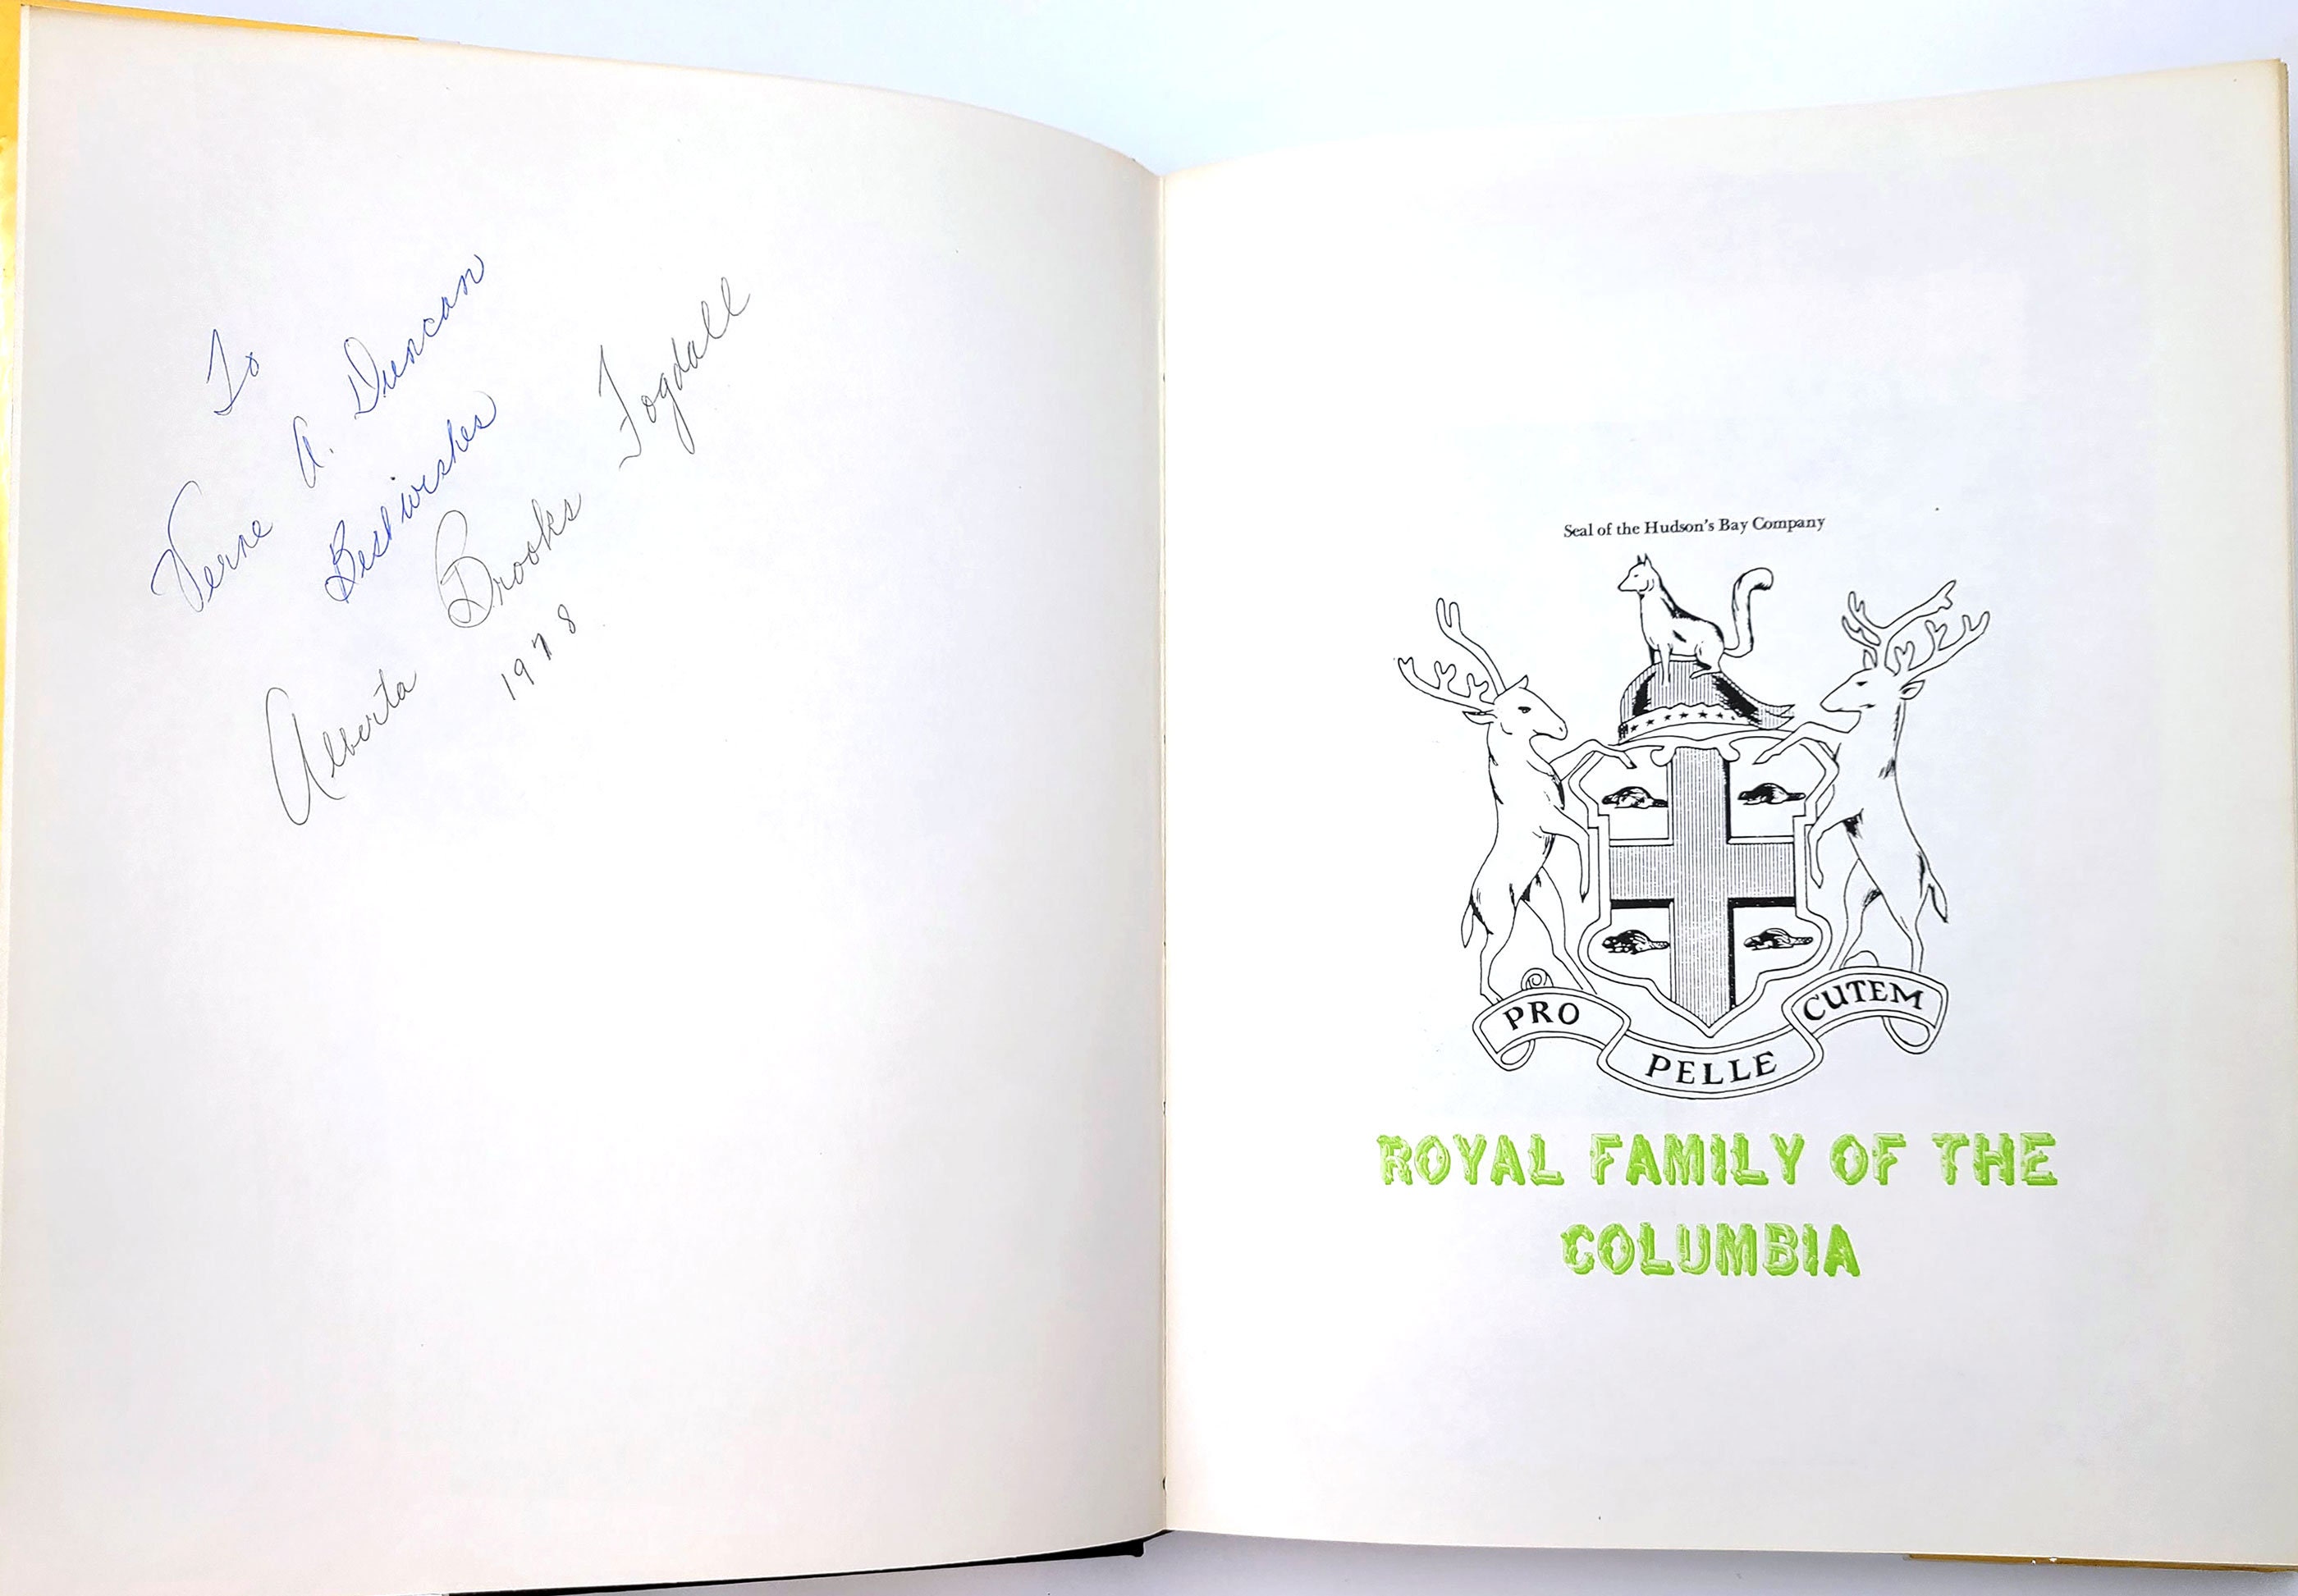 To
Verne A. Duncan
Best wishes
Alberta Brooks Fogdall
1978
Seal of the Hudson's Bay Company
PRO PELLE CUTEM
ROYAL FAMILY OF THE
COLUMBIA